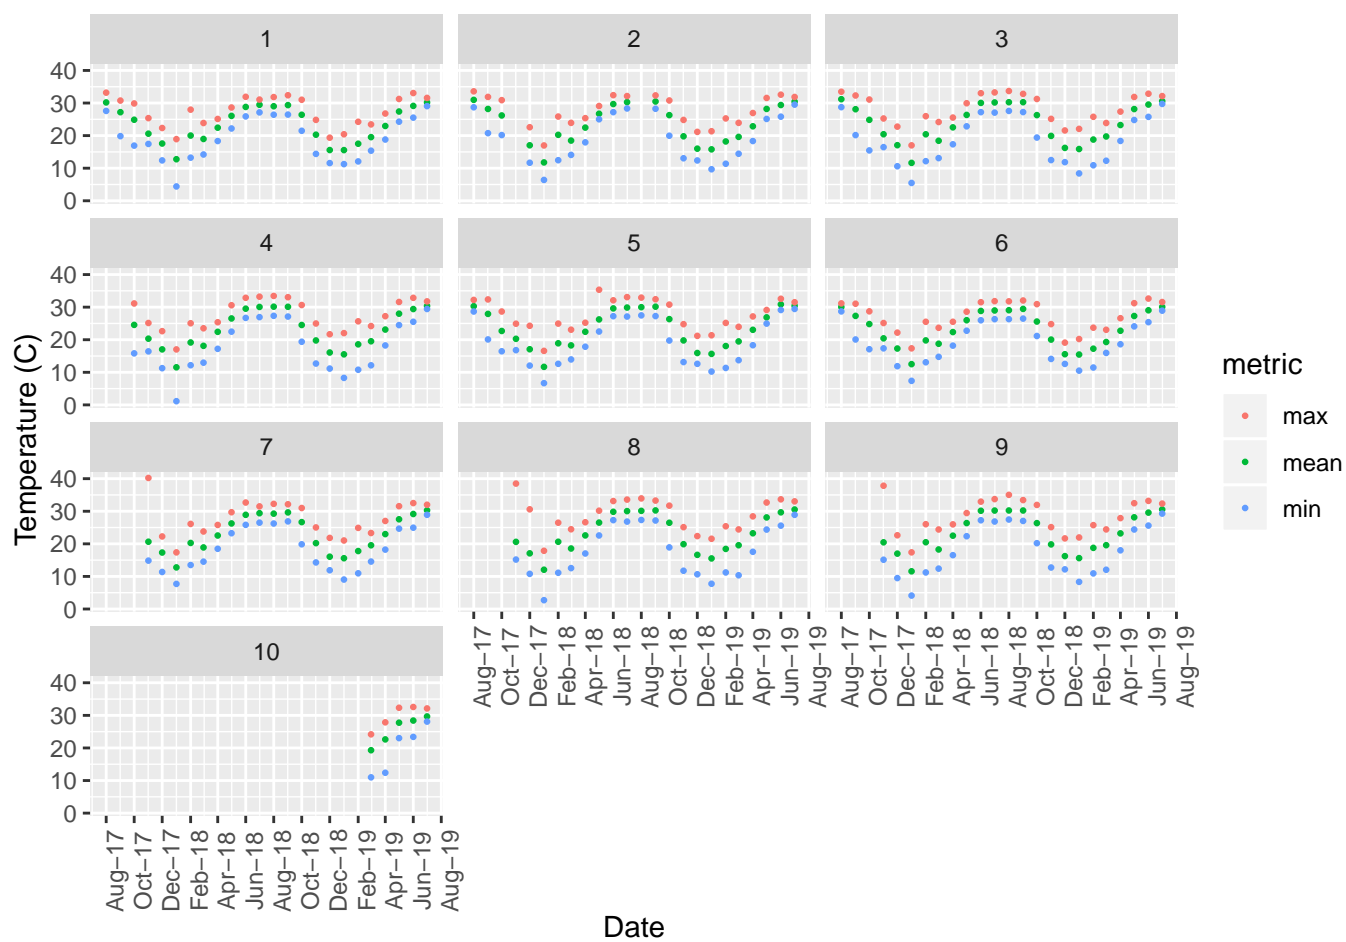 1
2
3
40
30
20
10
0
4
5
6
40
30
20
10
0
Temperature (C)
7
8
9
40
30
20
10
0
Aug−17
Oct−17
Dec−17
Feb−18
Apr−18
Jun−18
Aug−18
Oct−18
Dec−18
Feb−19
Apr−19
Jun−19
Aug−19
Aug−17
Oct−17
Dec−17
Feb−18
Apr−18
Jun−18
Aug−18
Oct−18
Dec−18
Feb−19
Apr−19
Jun−19
Aug−19
10
40
30
20
10
0
Aug−17
Oct−17
Dec−17
Feb−18
Apr−18
Jun−18
Aug−18
Oct−18
Dec−18
Feb−19
Apr−19
Jun−19
Aug−19
Date
metric
max
mean
min